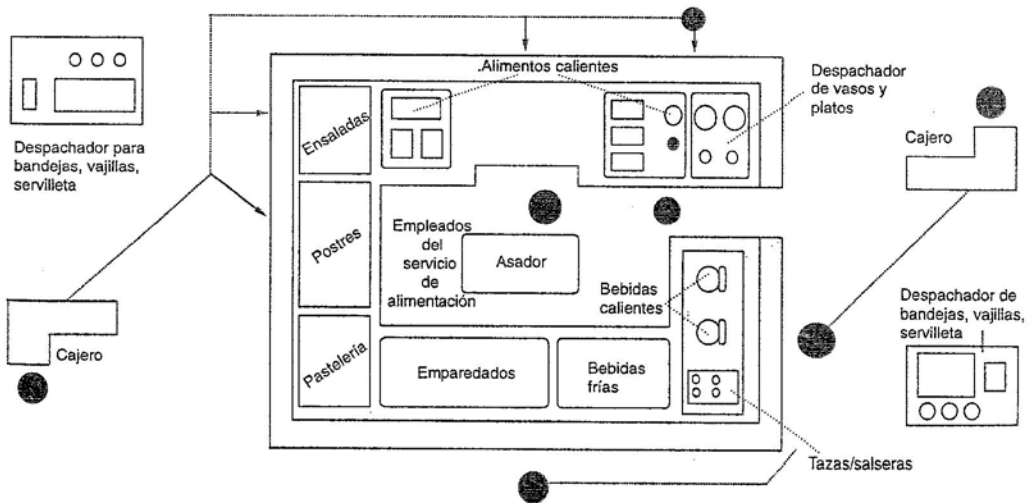 .Alimentos calientes
Despachador
de vasos y
platos
Despachador para
bandejas, vajillas,
servilleta
Ensaladas
Cajero
Postres
Empleados
del
servicio
de
alimentación
Asador
Bebidas
calientes
Despachador de
bandejas, vajillas,
servilleta
Cajero
Pastelería
Emparedados
Bebidas
frías
Tazas/salseras